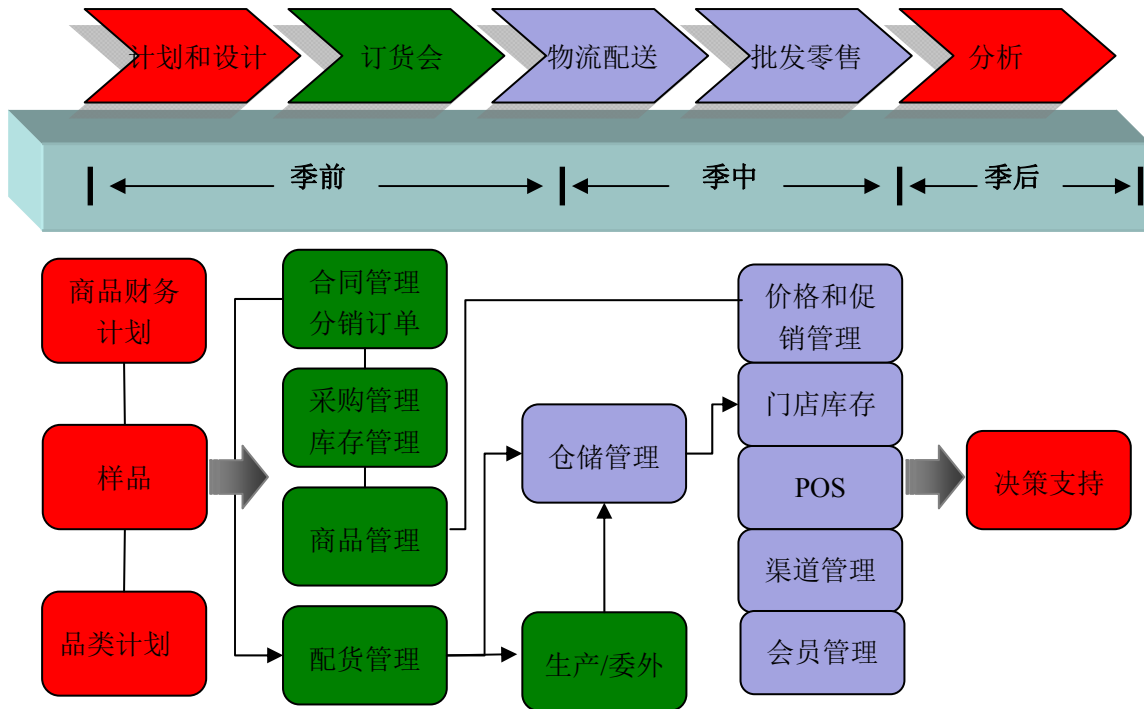 计划和设计
订货会
物流配送
批发零售
分析
季前
季中
季后
商品财务
计划
样品
品类计划
合同管理
分销订单
采购管理
库存管理
商品管理
配货管理
仓储管理
生产/委外
价格和促
销管理
门店库存
POS
渠道管理
会员管理
决策支持